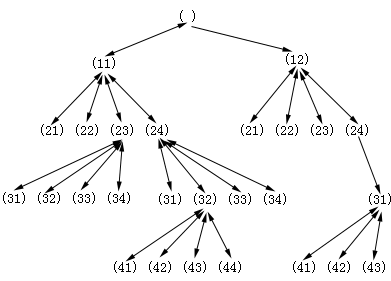 ( )
(11) (12)
(21) (22) (23) (24) (21) (22) (23) (24)
(31) (32) (33) (34) (31) (32) (33) (34) (31)
(41) (42) (43) (44) (41) (42) (43)